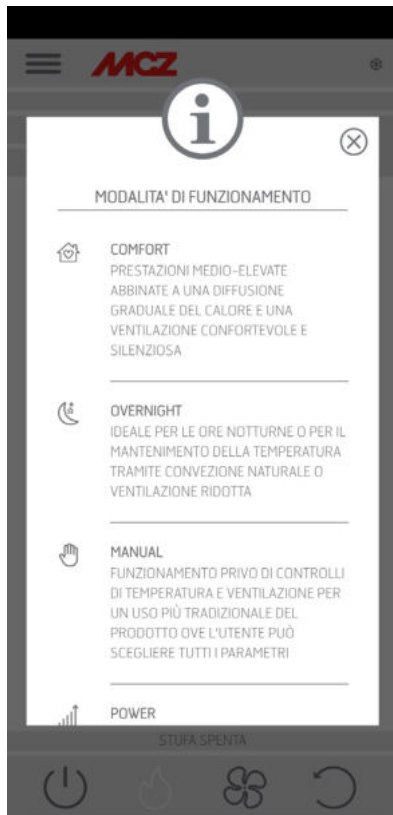 MCZ
MODALITA' DI FUNZIONAMENTO
COMFORT
PRESTAZIONI MEDIO-ELEVATE
ABBINATE A UNA DIFFUSIONE
GRADUALE DEL CALORE E UNA
VENTILAZIONE CONFORTEVOLE E
SILENZIOSA
OVERNIGHT
IDEALE PER LE ORE NOTTURNE O PER IL
MANTENIMENTO DELLA TEMPERATURA
TRAMITE CONVEZIONE NATURALE O
VENTILAZIONE RIDOTTA
MANUAL
FUNZIONAMENTO PRIVO DI CONTROLLI
DI TEMPERATURA E VENTILAZIONE PER
UN USO PIÙ TRADIZIONALE DEL
PRODOTTO OVE L'UTENTE PUÒ
SCEGLIERE TUTTI I PARAMETRI
POWER
STUFA SPENTA